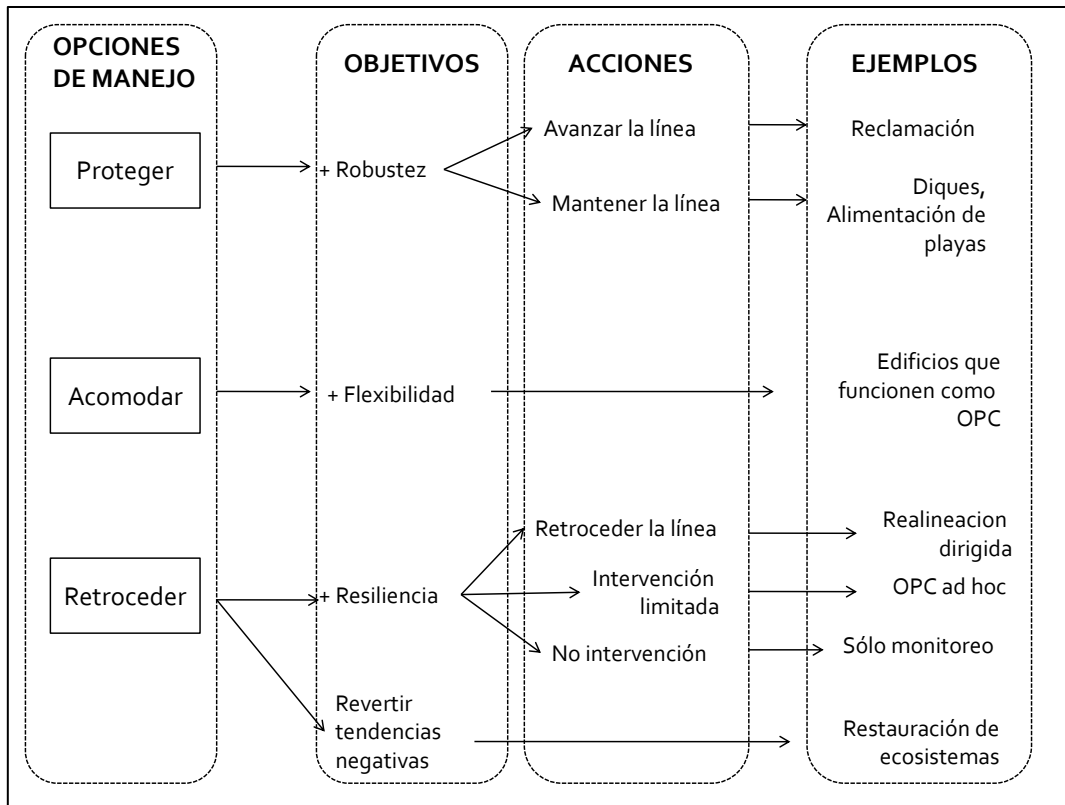 OPCIONES
DE MANEJO
OBJETIVOS
ACCIONES
EJEMPLOS
Proteger
+ Robustez
Avanzar la línea
Reclamación
Mantener la línea
Diques,
Alimentación de
playas
Acomodar
+ Flexibilidad
Edificios que
funcionen como
OPC
Retroceder
+ Resiliencia
Retroceder la línea
Realineacion
dirigida
Intervención
limitada
OPC ad hoc
No intervención
Sólo monitoreo
Revertir
tendencias
negativas
Restauración de
ecosistemas